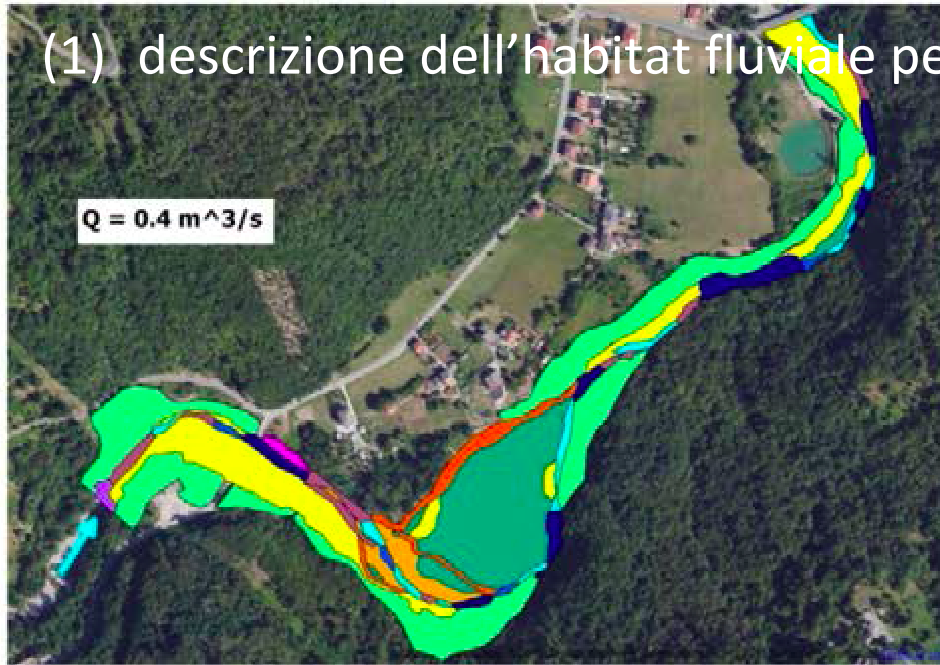 (1) descrizione dell’habitat fluviale pe
Q = 0.4 m^3/s